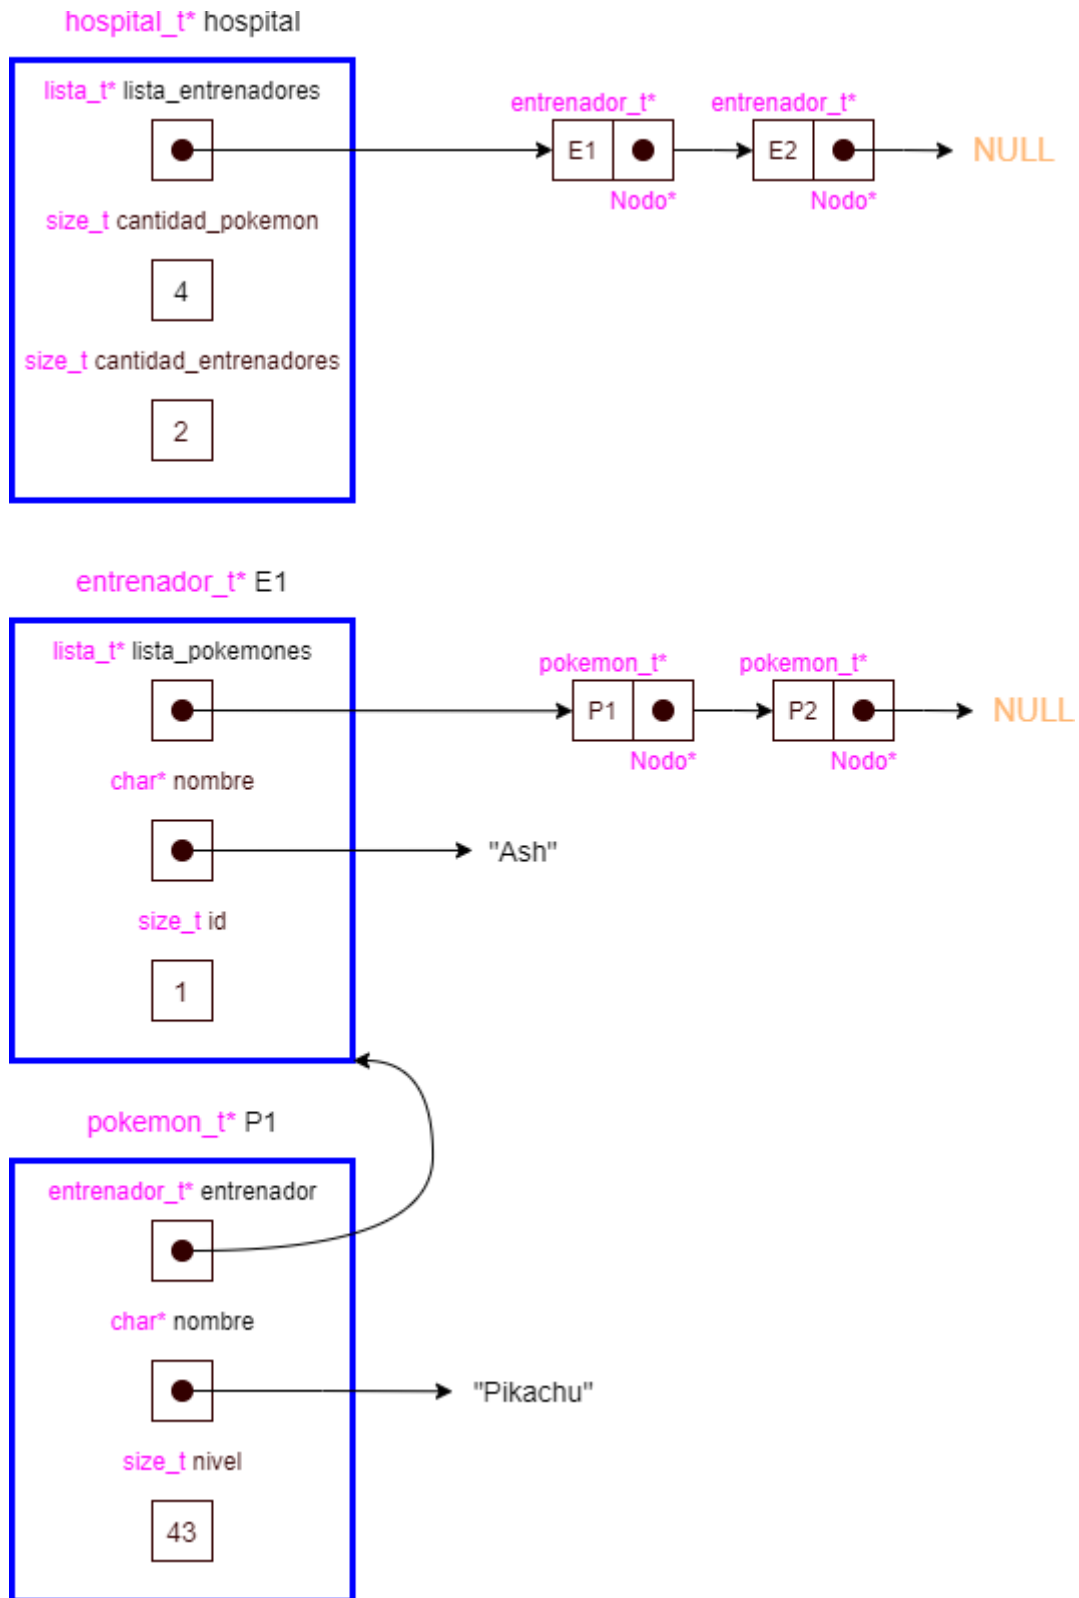 hospital_t* hospital
lista_t* lista_entrenadores
entrenador_t* entrenador_t*
E1 E2 NULL
Nodo* Nodo*
size_t cantidad_pokemon
4
size_t cantidad_entrenadores
2
entrenador_t* E1
lista_t* lista_pokemones
pokemon_t* pokemon_t*
P1 P2 NULL
Nodo* Nodo*
char* nombre
"Ash"
size_t id
1
pokemon_t* P1
entrenador_t* entrenador
char* nombre
"Pikachu"
size_t nivel
43